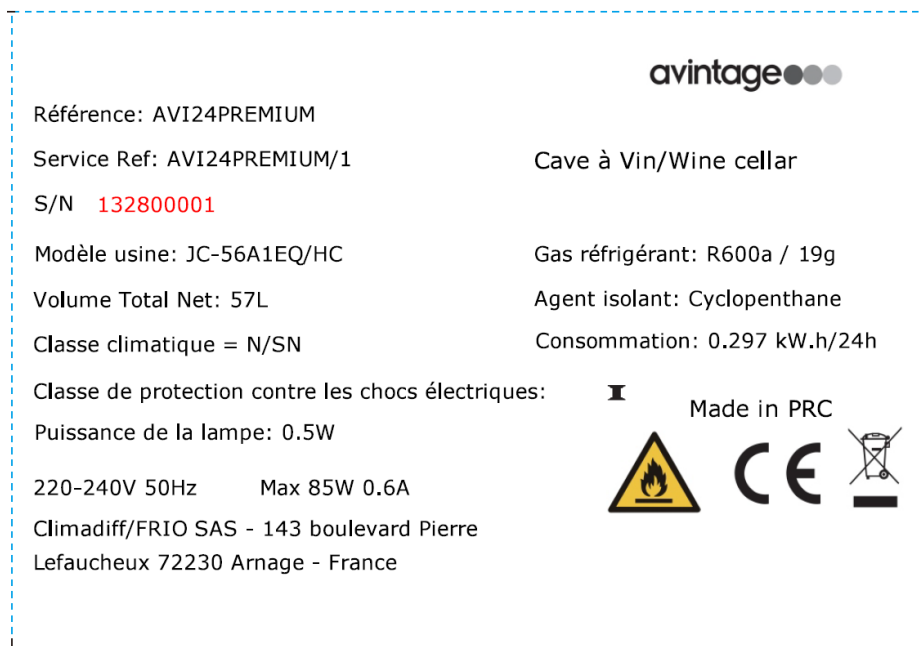 avintage
Référence: AVI24PREMIUM
Service Ref: AVI24PREMIUM/1
Cave à Vin/Wine cellar
S/N 132800001
Modèle usine: JC-56A1EQ/HC
Gas réfrigérant: R600a / 19g
Volume Total Net: 57L
Agent isolant: Cyclopenthane
Classe climatique = N/SN
Consommation: 0.297 kW.h/24h
Classe de protection contre les chocs électriques: I
Made in PRC
Puissance de la lampe: 0.5W
CE
220-240V 50Hz Max 85W 0.6A
Climadiff/FRIO SAS - 143 boulevard Pierre
Lefaucheux 72230 Arnage - France